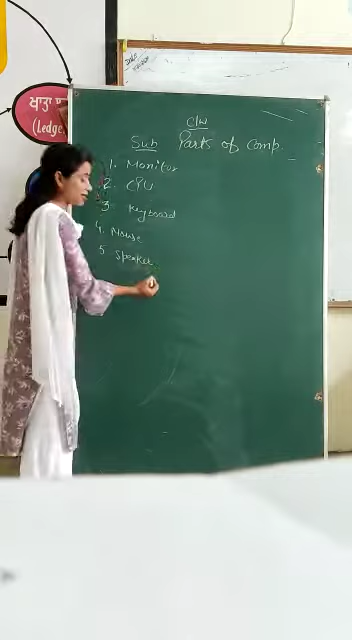 C/W
Sub Parts of Comp.
1. Monitor
2. CPU
3 Keyboard
4. Mouse
5 Speaker
(Ledge